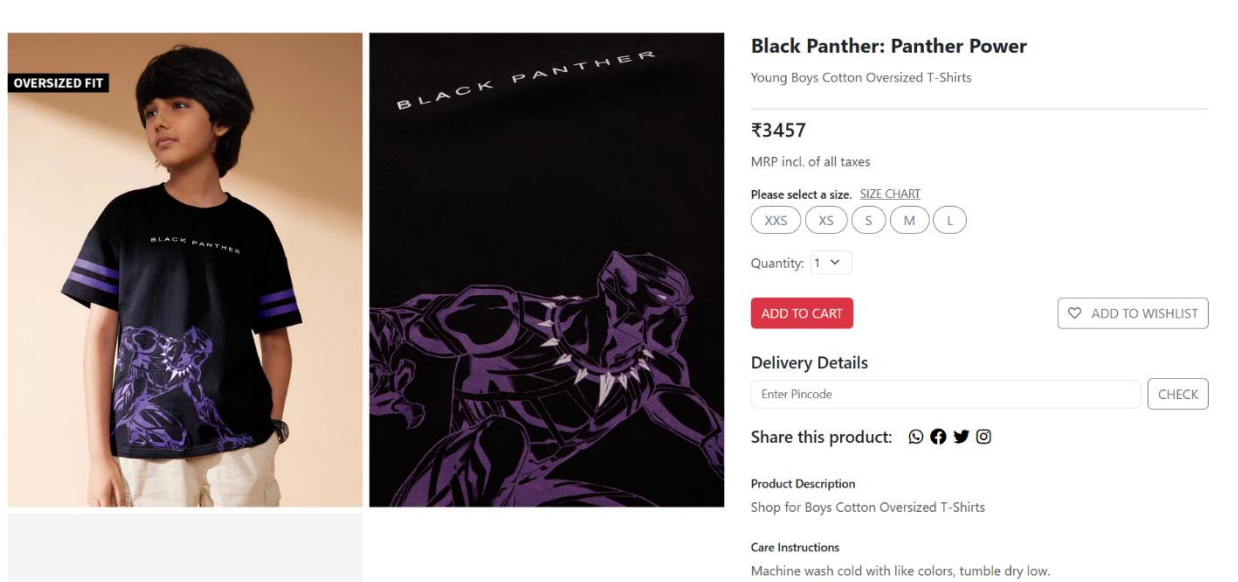 OVERSIZED FIT
BLACK PANTHER
BLACK PANTHER
Black Panther: Panther Power
Young Boys Cotton Oversized T-Shirts
₹3457
MRP incl. of all taxes
Please select a size. SIZE CHART
XXS XS S M L
Quantity: 1
ADD TO CART ADD TO WISHLIST
Delivery Details
Enter Pincode CHECK
Share this product:
Product Description
Shop for Boys Cotton Oversized T-Shirts
Care Instructions
Machine wash cold with like colors, tumble dry low.